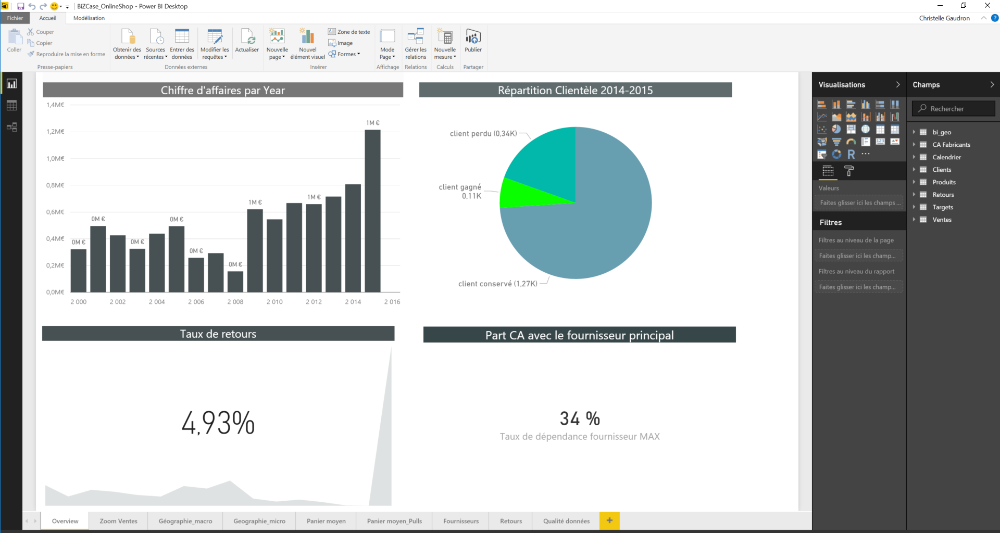 BiZCase_OnlineShop - Power BI Desktop
Fichier
Accueil
Modélisation
Christelle Gaudron
?
Coller
Couper
Copier
Reproduire la mise en forme
Presse-papiers
Obtenir des
données
Sources
récentes
Entrer des
données
Données externes
Modifier les
requêtes
Actualiser
Nouvelle
page
Nouvel
élément visuel
Zone de texte
Image
Formes
Insérer
Mode
Page
Affichage
Gérer les
relations
Relations
Nouvelle
mesure
Calculs
Publier
Partager
Chiffre d'affaires par Year
1,4M€
1,2M€
1,0M€
0,8M€
0,6M€
0,4M€
0,2M€
0,0M€
0M €
0M €
0M €
0M €
0M €
0M €
1M €
1M €
1M €
2 000
2 002
2 004
2 006
2 008
2 010
2 012
2 014
2 016
Répartition Clientèle 2014-2015
client perdu (0,34K)
client gagné
0,11K
client conservé (1,27K)
Taux de retours
4,93%
Part CA avec le fournisseur principal
34 %
Taux de dépendance fournisseur MAX
Visualisations
R
123
Valeurs
Faites glisser ici les champs ...
Filtres
Filtres au niveau de la page
Faites glisser ici les champ...
Filtres au niveau du rapport
Faites glisser ici les champ...
Champs
Rechercher
bi_geo
CA Fabricants
Calendrier
Clients
Produits
Retours
Targets
Ventes
Overview
Zoom Ventes
Géographie_macro
Geographie_micro
Panier moyen
Panier moyen_Pulls
Fournisseurs
Retours
Qualité données
+